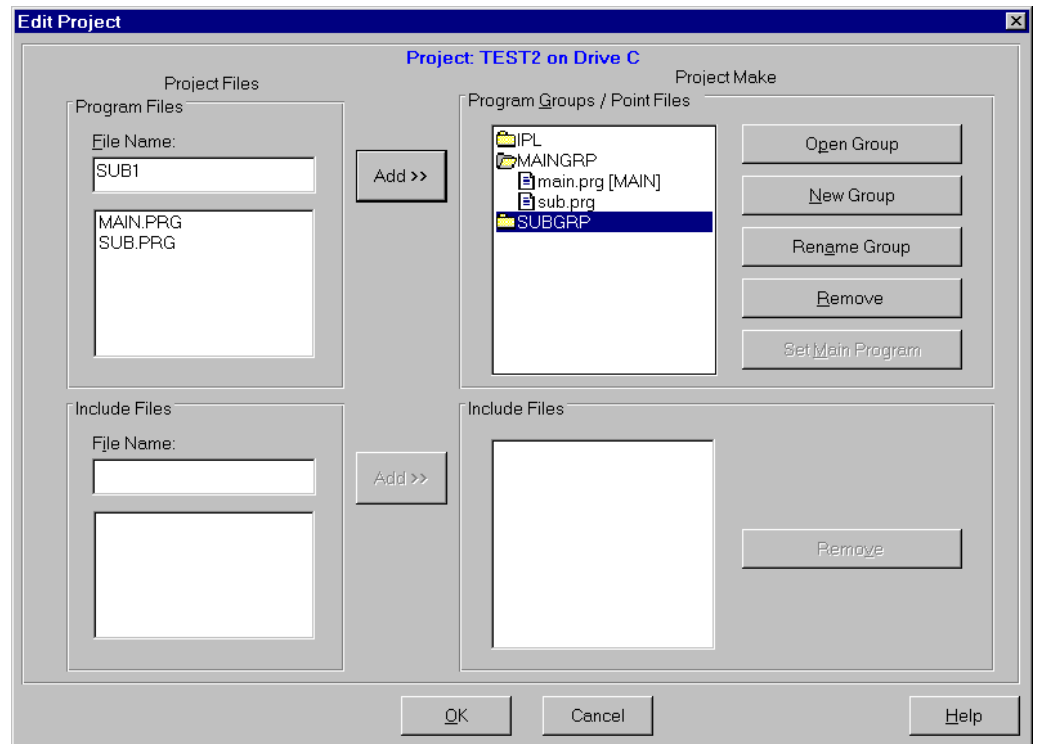 Edit Project
Project: TEST2 on Drive C
Project Files
Project Make
Program Files
File Name:
SUB1
MAIN.PRG
SUB.PRG
Add >>
Program Groups / Point Files
IPL
MAINGRP
main.prg [MAIN]
sub.prg
SUBGRP
Open Group
New Group
Rename Group
Remove
Set Main Program
Include Files
File Name:
Add >>
Include Files
Remove
OK
Cancel
Help